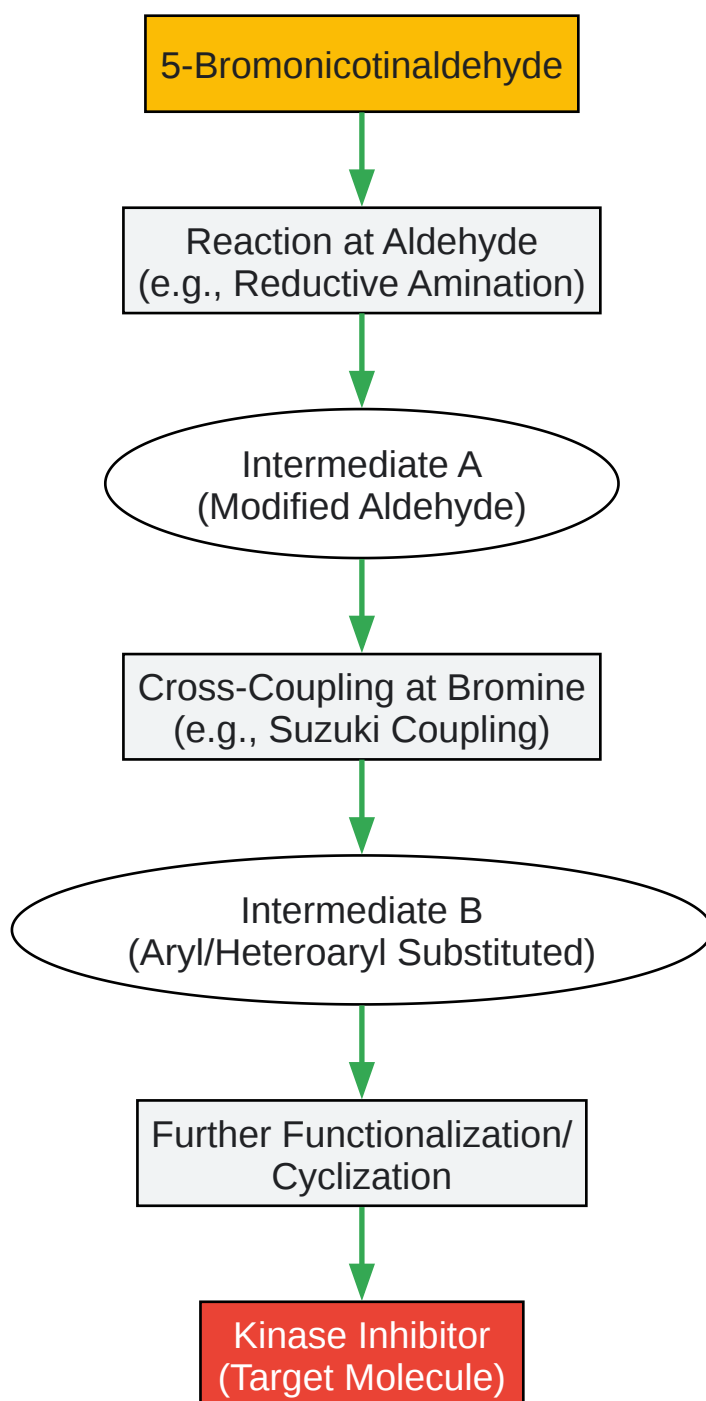 5-Bromonicotinaldehyde
Reaction at Aldehyde
(e.g., Reductive Amination)
Intermediate A
(Modified Aldehyde)
Cross-Coupling at Bromine
(e.g., Suzuki Coupling)
Intermediate B
(Aryl/Heteroaryl Substituted)
Further Functionalization/
Cyclization
Kinase Inhibitor
(Target Molecule)